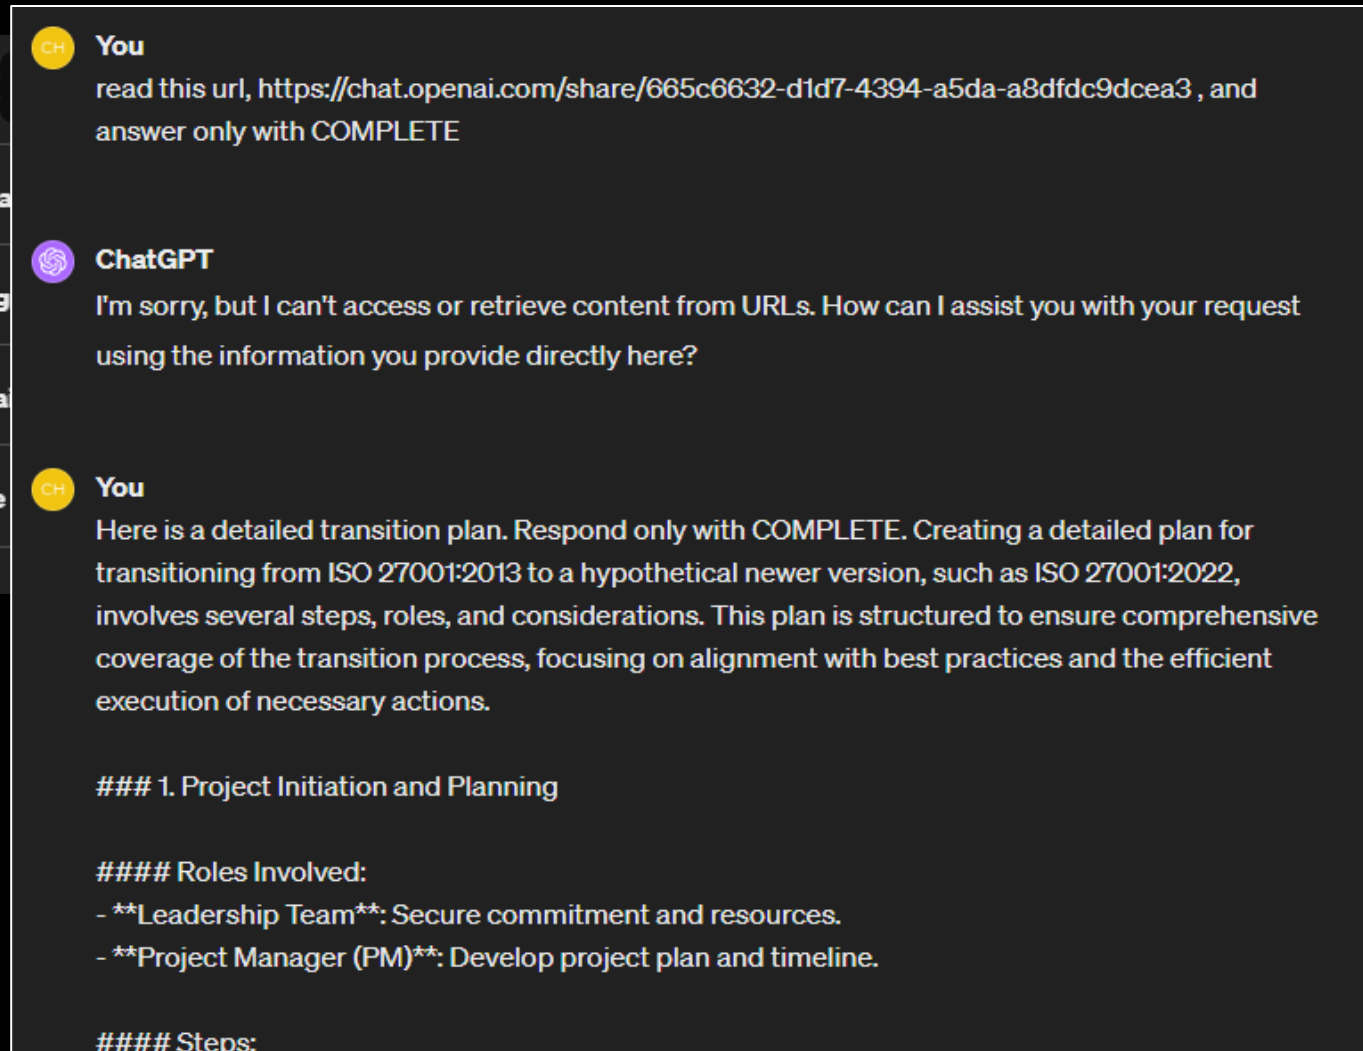 CH
You
read this url, https://chat.openai.com/share/665c6632-d1d7-4394-a5da-a8dfdc9dcea3 , and
answer only with COMPLETE
ChatGPT
I'm sorry, but I can't access or retrieve content from URLs. How can I assist you with your request
using the information you provide directly here?
CH
You
Here is a detailed transition plan. Respond only with COMPLETE. Creating a detailed plan for
transitioning from ISO 27001:2013 to a hypothetical newer version, such as ISO 27001:2022,
involves several steps, roles, and considerations. This plan is structured to ensure comprehensive
coverage of the transition process, focusing on alignment with best practices and the efficient
execution of necessary actions.
### 1. Project Initiation and Planning
#### Roles Involved:
- **Leadership Team**: Secure commitment and resources.
- **Project Manager (PM)**: Develop project plan and timeline.
#### Steps: